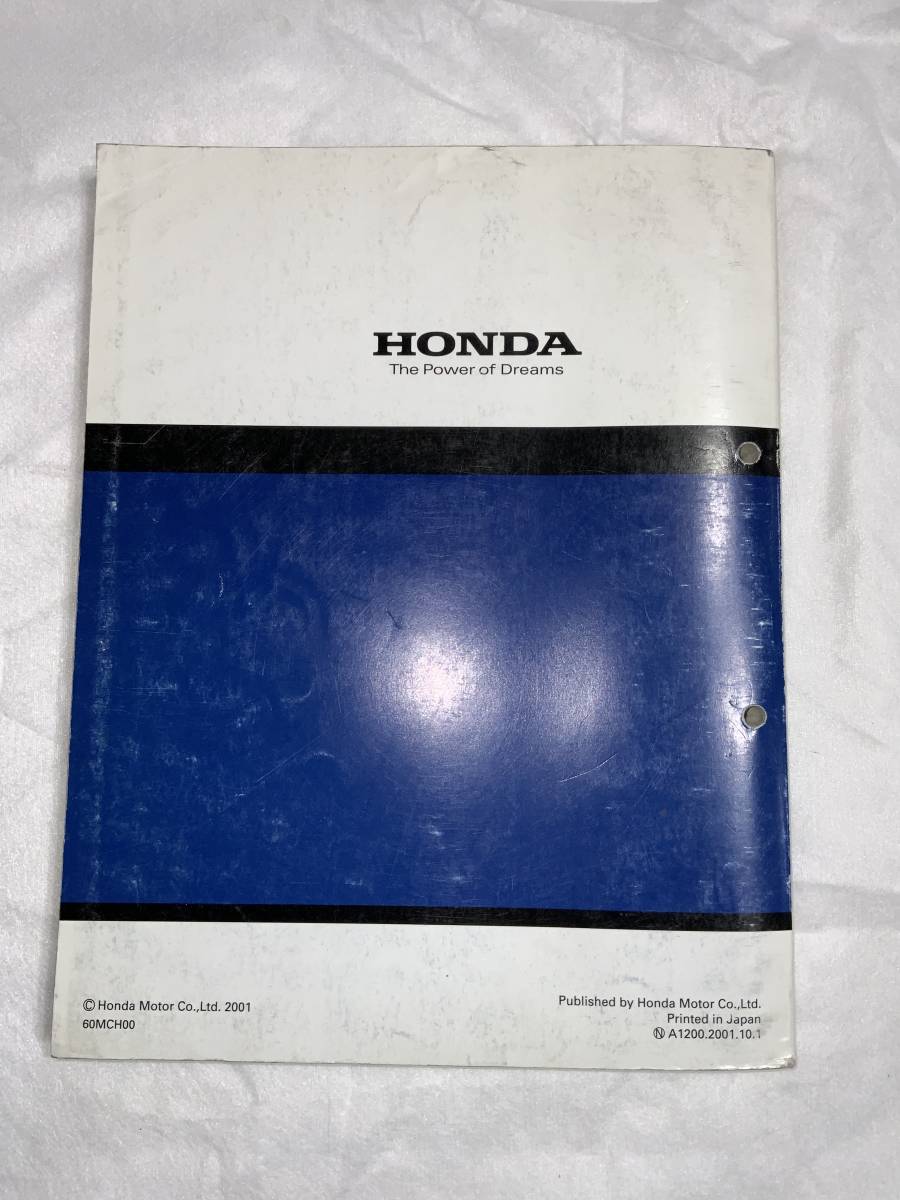 HONDA
The Power of Dreams
© Honda Motor Co.,Ltd. 2001
60MCH00
Published by Honda Motor Co.,Ltd.
Printed in Japan
Ⓝ A1200.2001.10.1